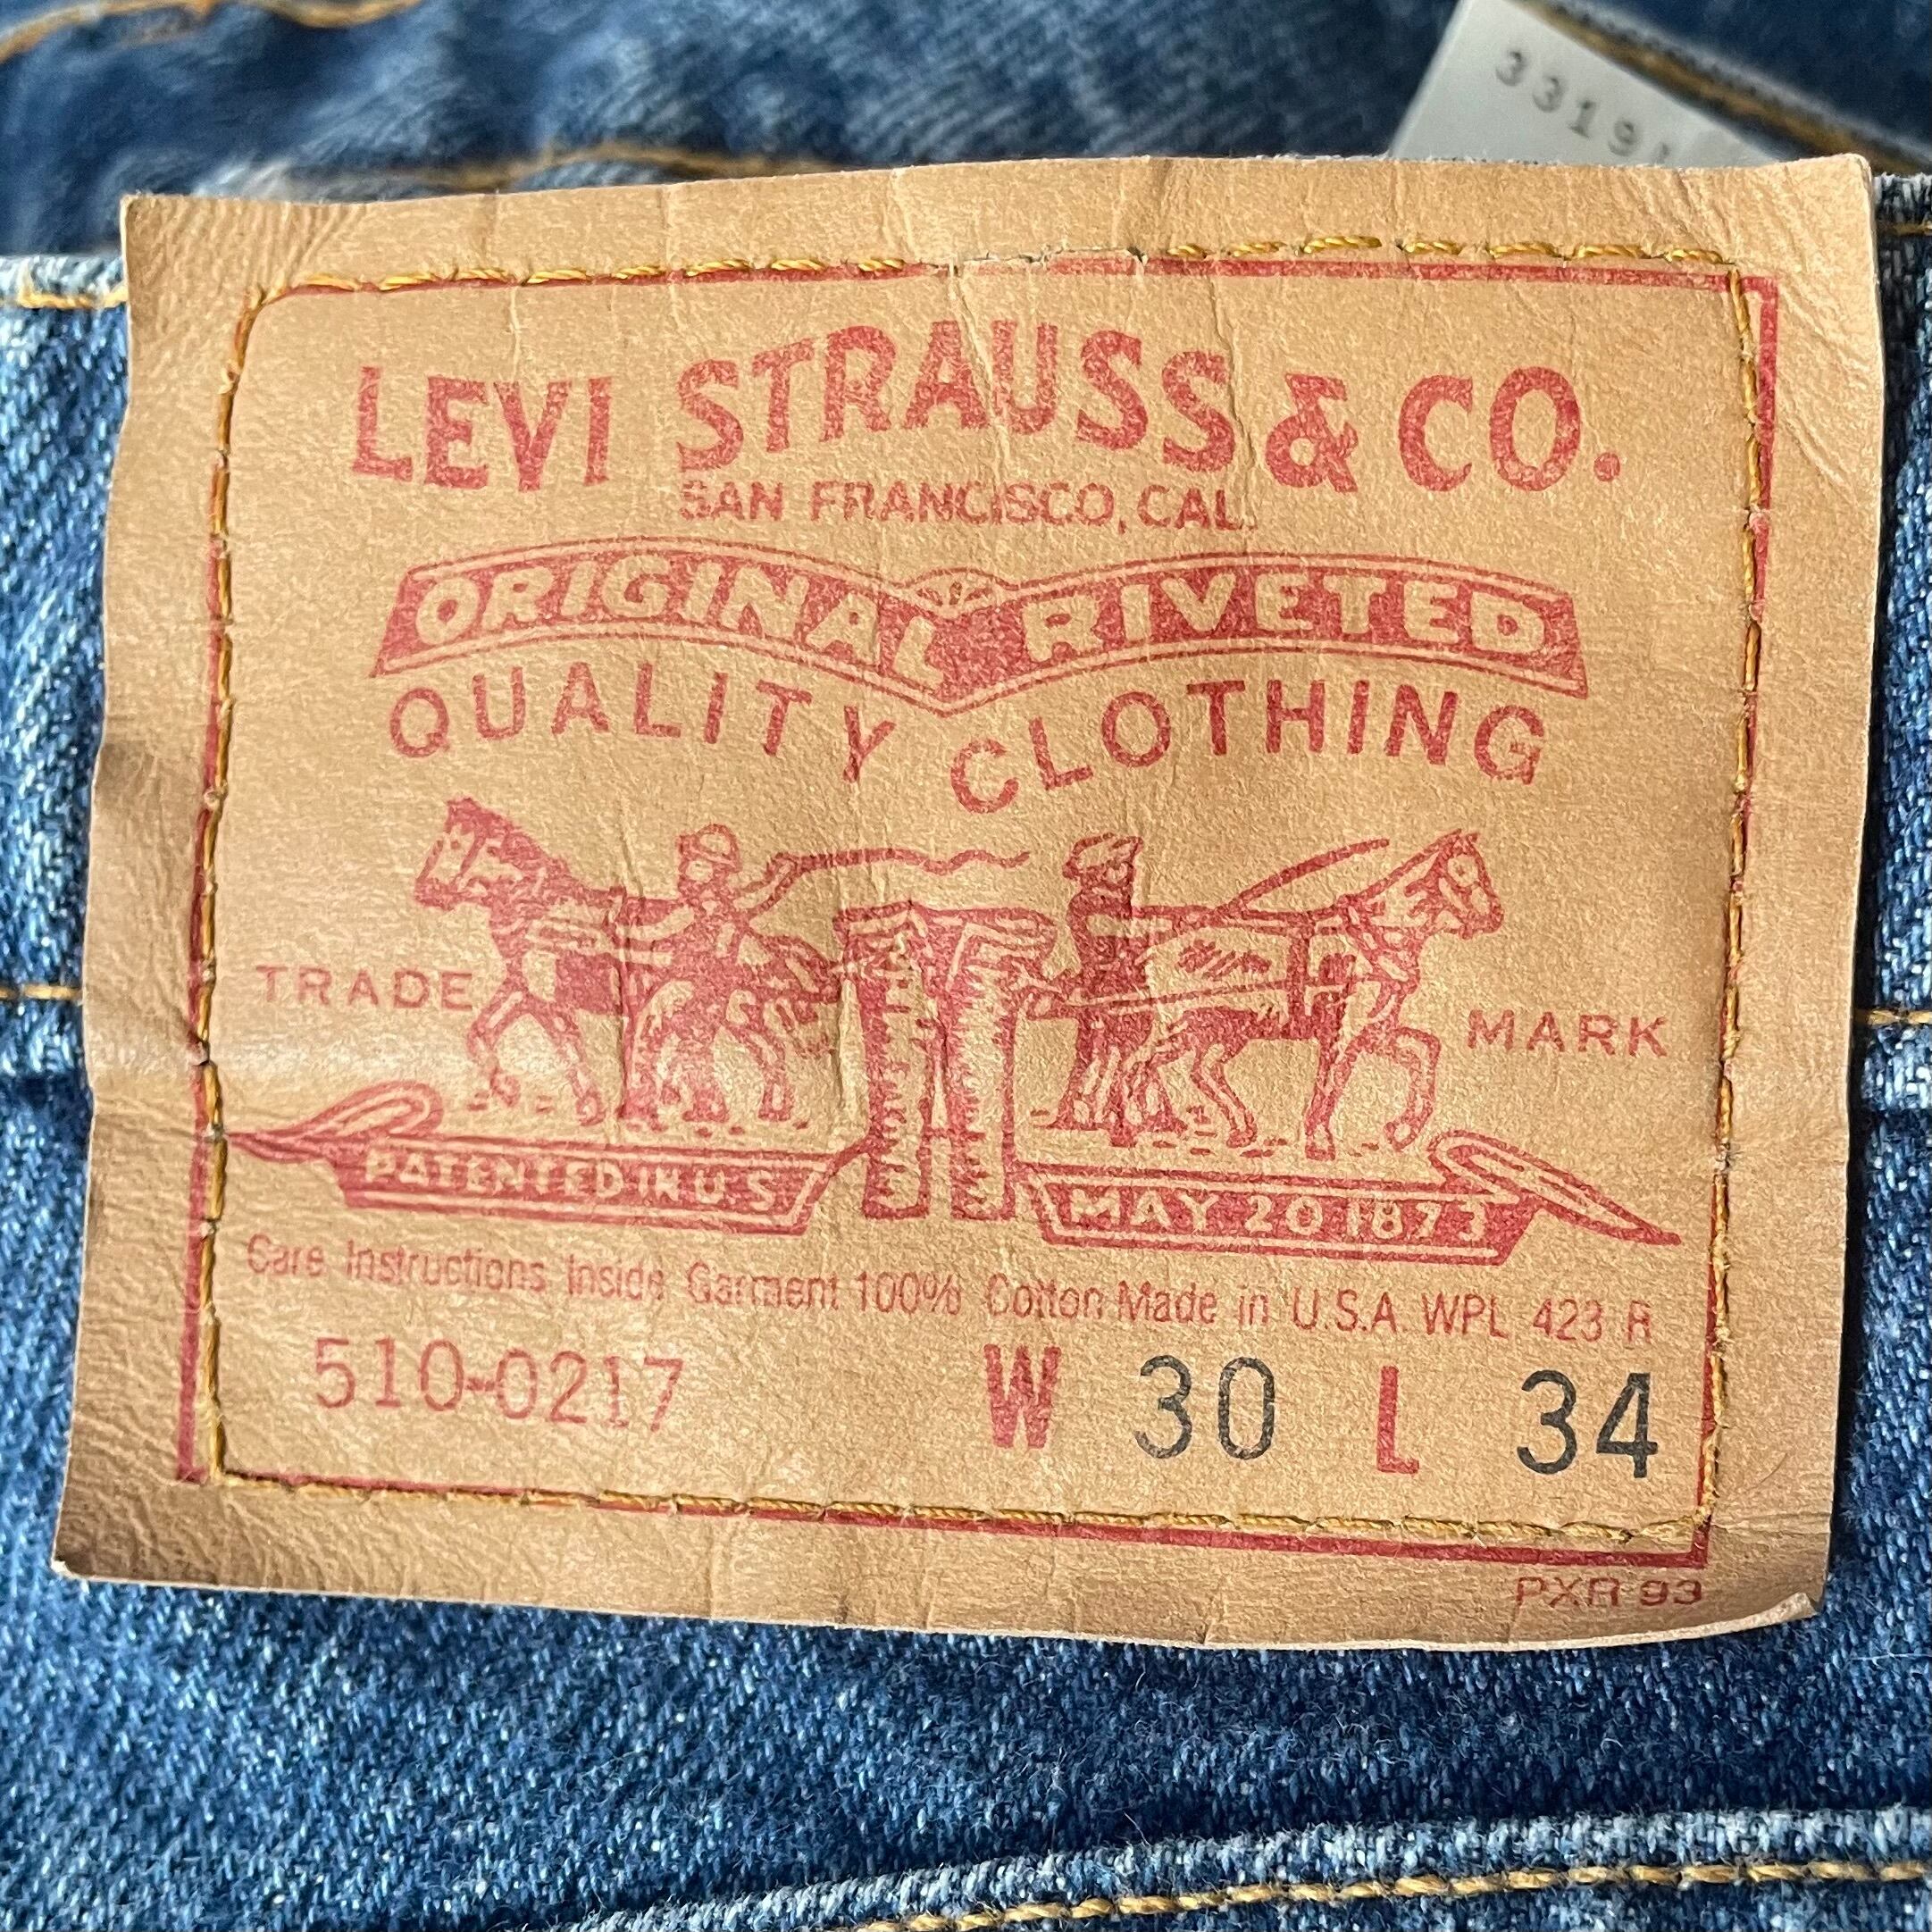 3319
LEVI STRAUSS & CO.
SAN FRANCISCO, CAL.
ORIGINAL RIVETED
QUALITY CLOTHING
TRADE MARK
PATENTED IN U S MAY 20 1873
Care Instructions Inside Garment 100% Cotton Made in U.S.A. WPL 423 R
510-0217 W 30 L 34
PXR 93